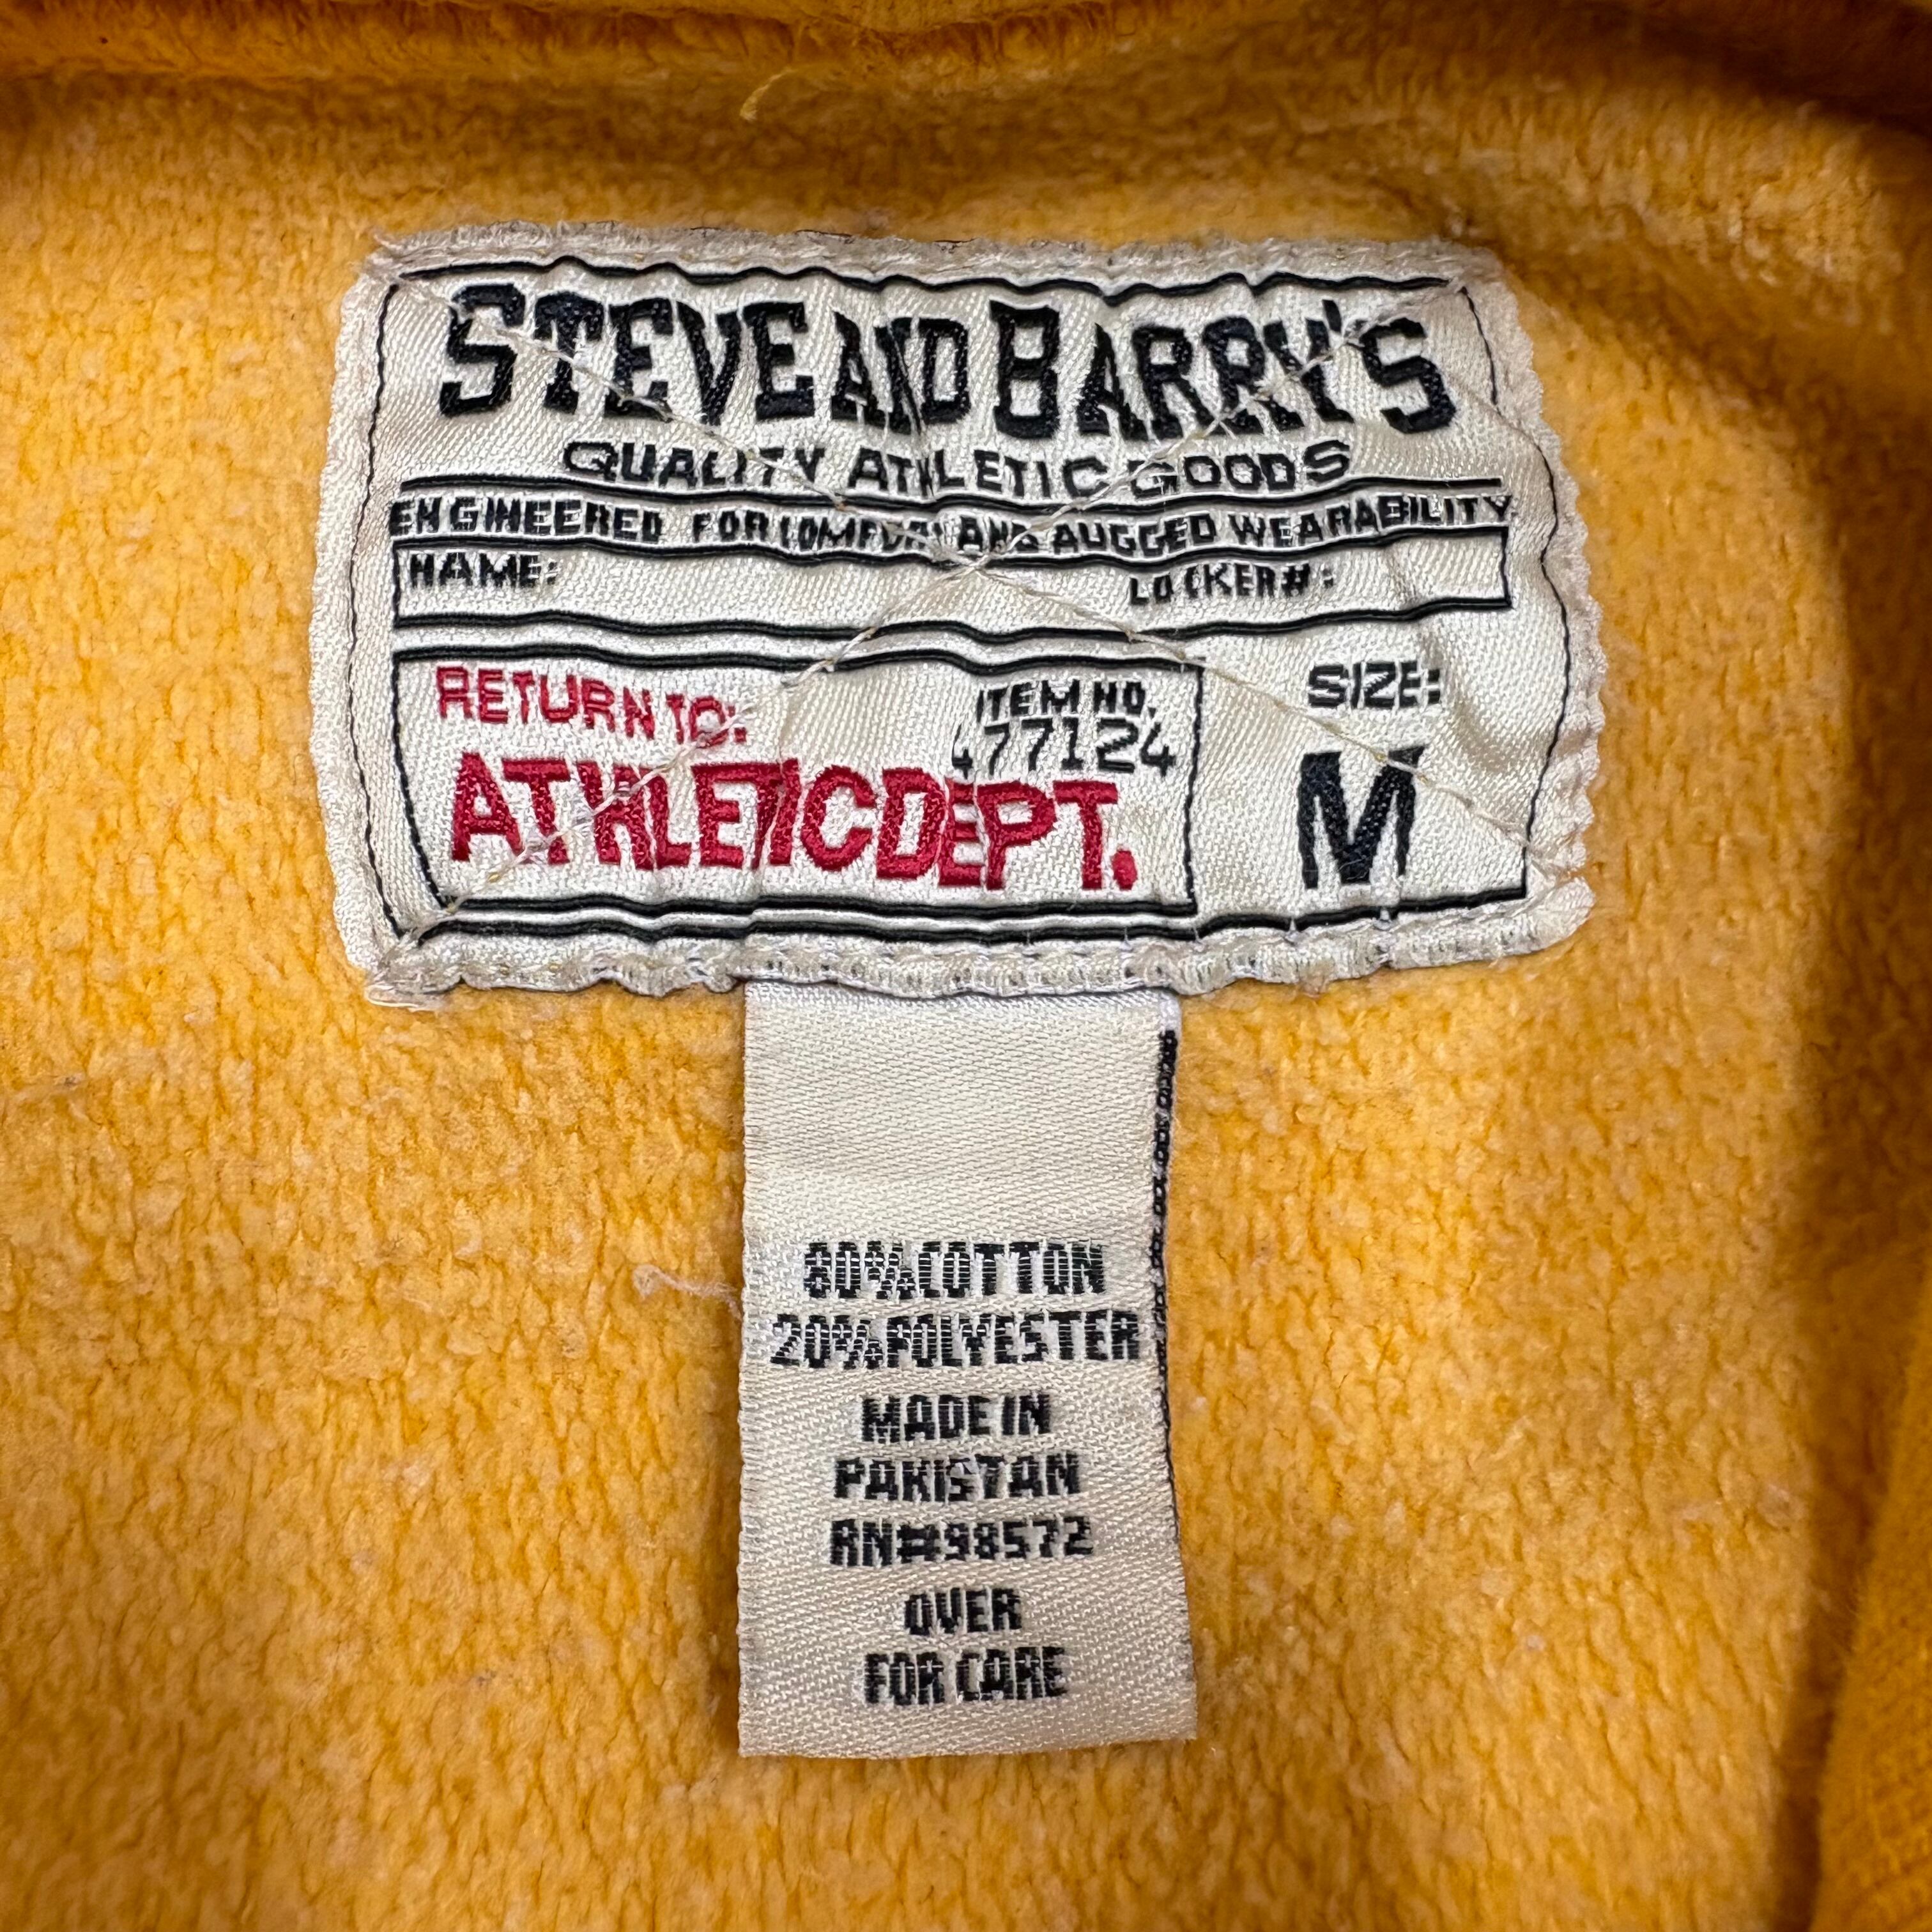 STEVE AND BARRY'S
QUALITY ATHLETIC GOODS
ENGINEERED FOR COMFORT AND RUGGED WEARABILITY
NAME: LOCKER#:
RETURN TO: ITEM NO. SIZE:
477124
ATHLETIC DEPT. M
80% COTTON
20% POLYESTER
MADE IN
PAKISTAN
RN#98572
OVER
FOR CARE